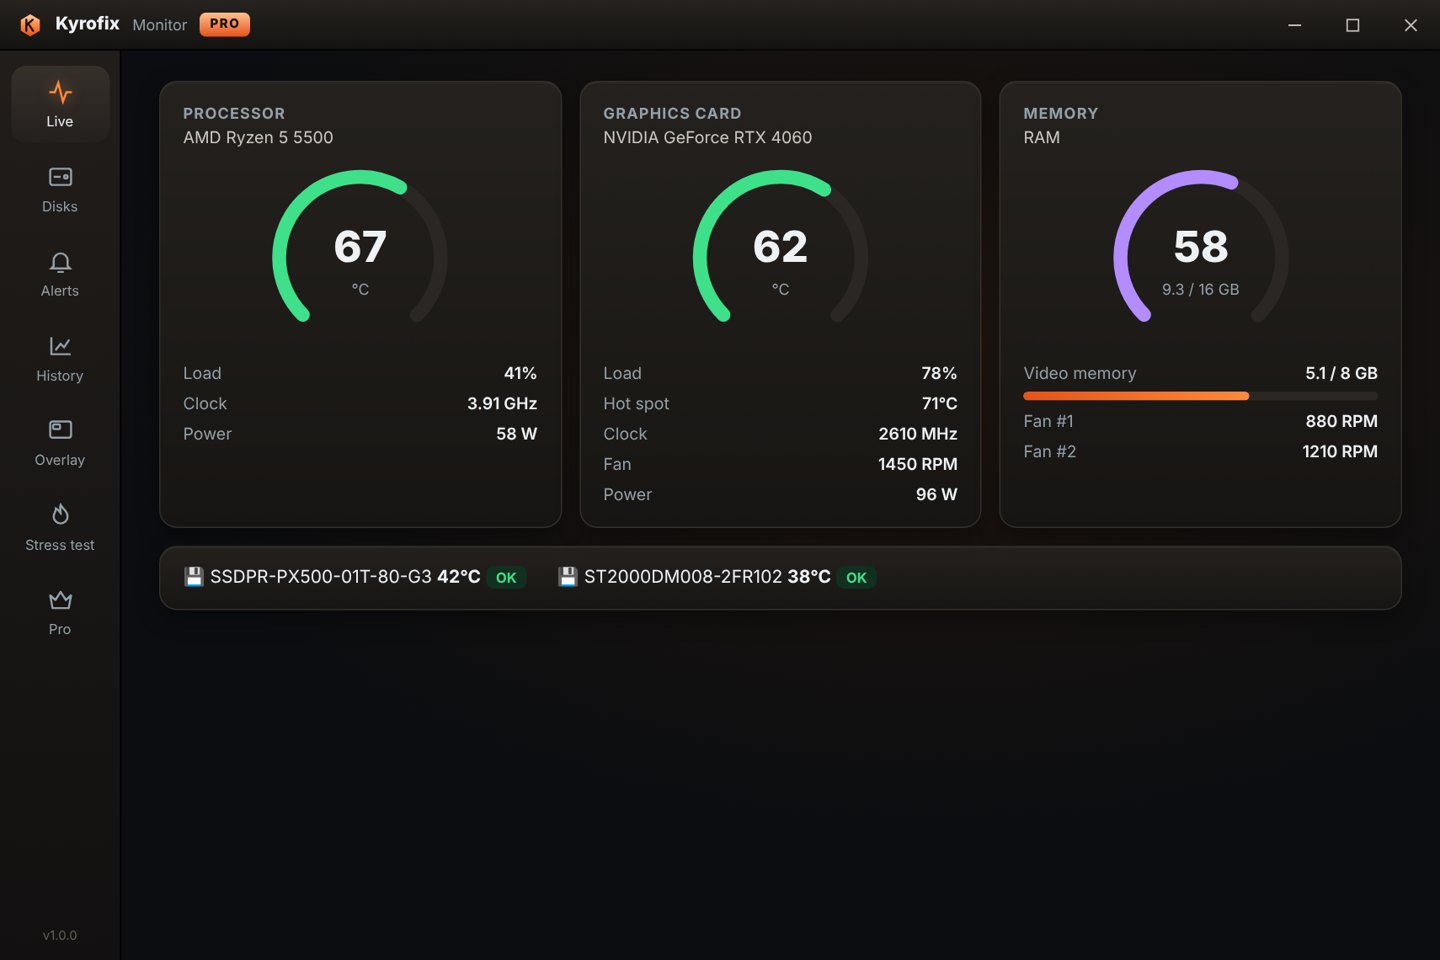 Kyrofix Monitor PRO
Live
Disks
Alerts
History
Overlay
Stress test
Pro
v1.0.0
PROCESSOR
AMD Ryzen 5 5500
67
°C
Load 41%
Clock 3.91 GHz
Power 58 W
GRAPHICS CARD
NVIDIA GeForce RTX 4060
62
°C
Load 78%
Hot spot 71°C
Clock 2610 MHz
Fan 1450 RPM
Power 96 W
MEMORY
RAM
58
9.3 / 16 GB
Video memory 5.1 / 8 GB
Fan #1 880 RPM
Fan #2 1210 RPM
SSDPR-PX500-01T-80-G3 42°C OK
ST2000DM008-2FR102 38°C OK